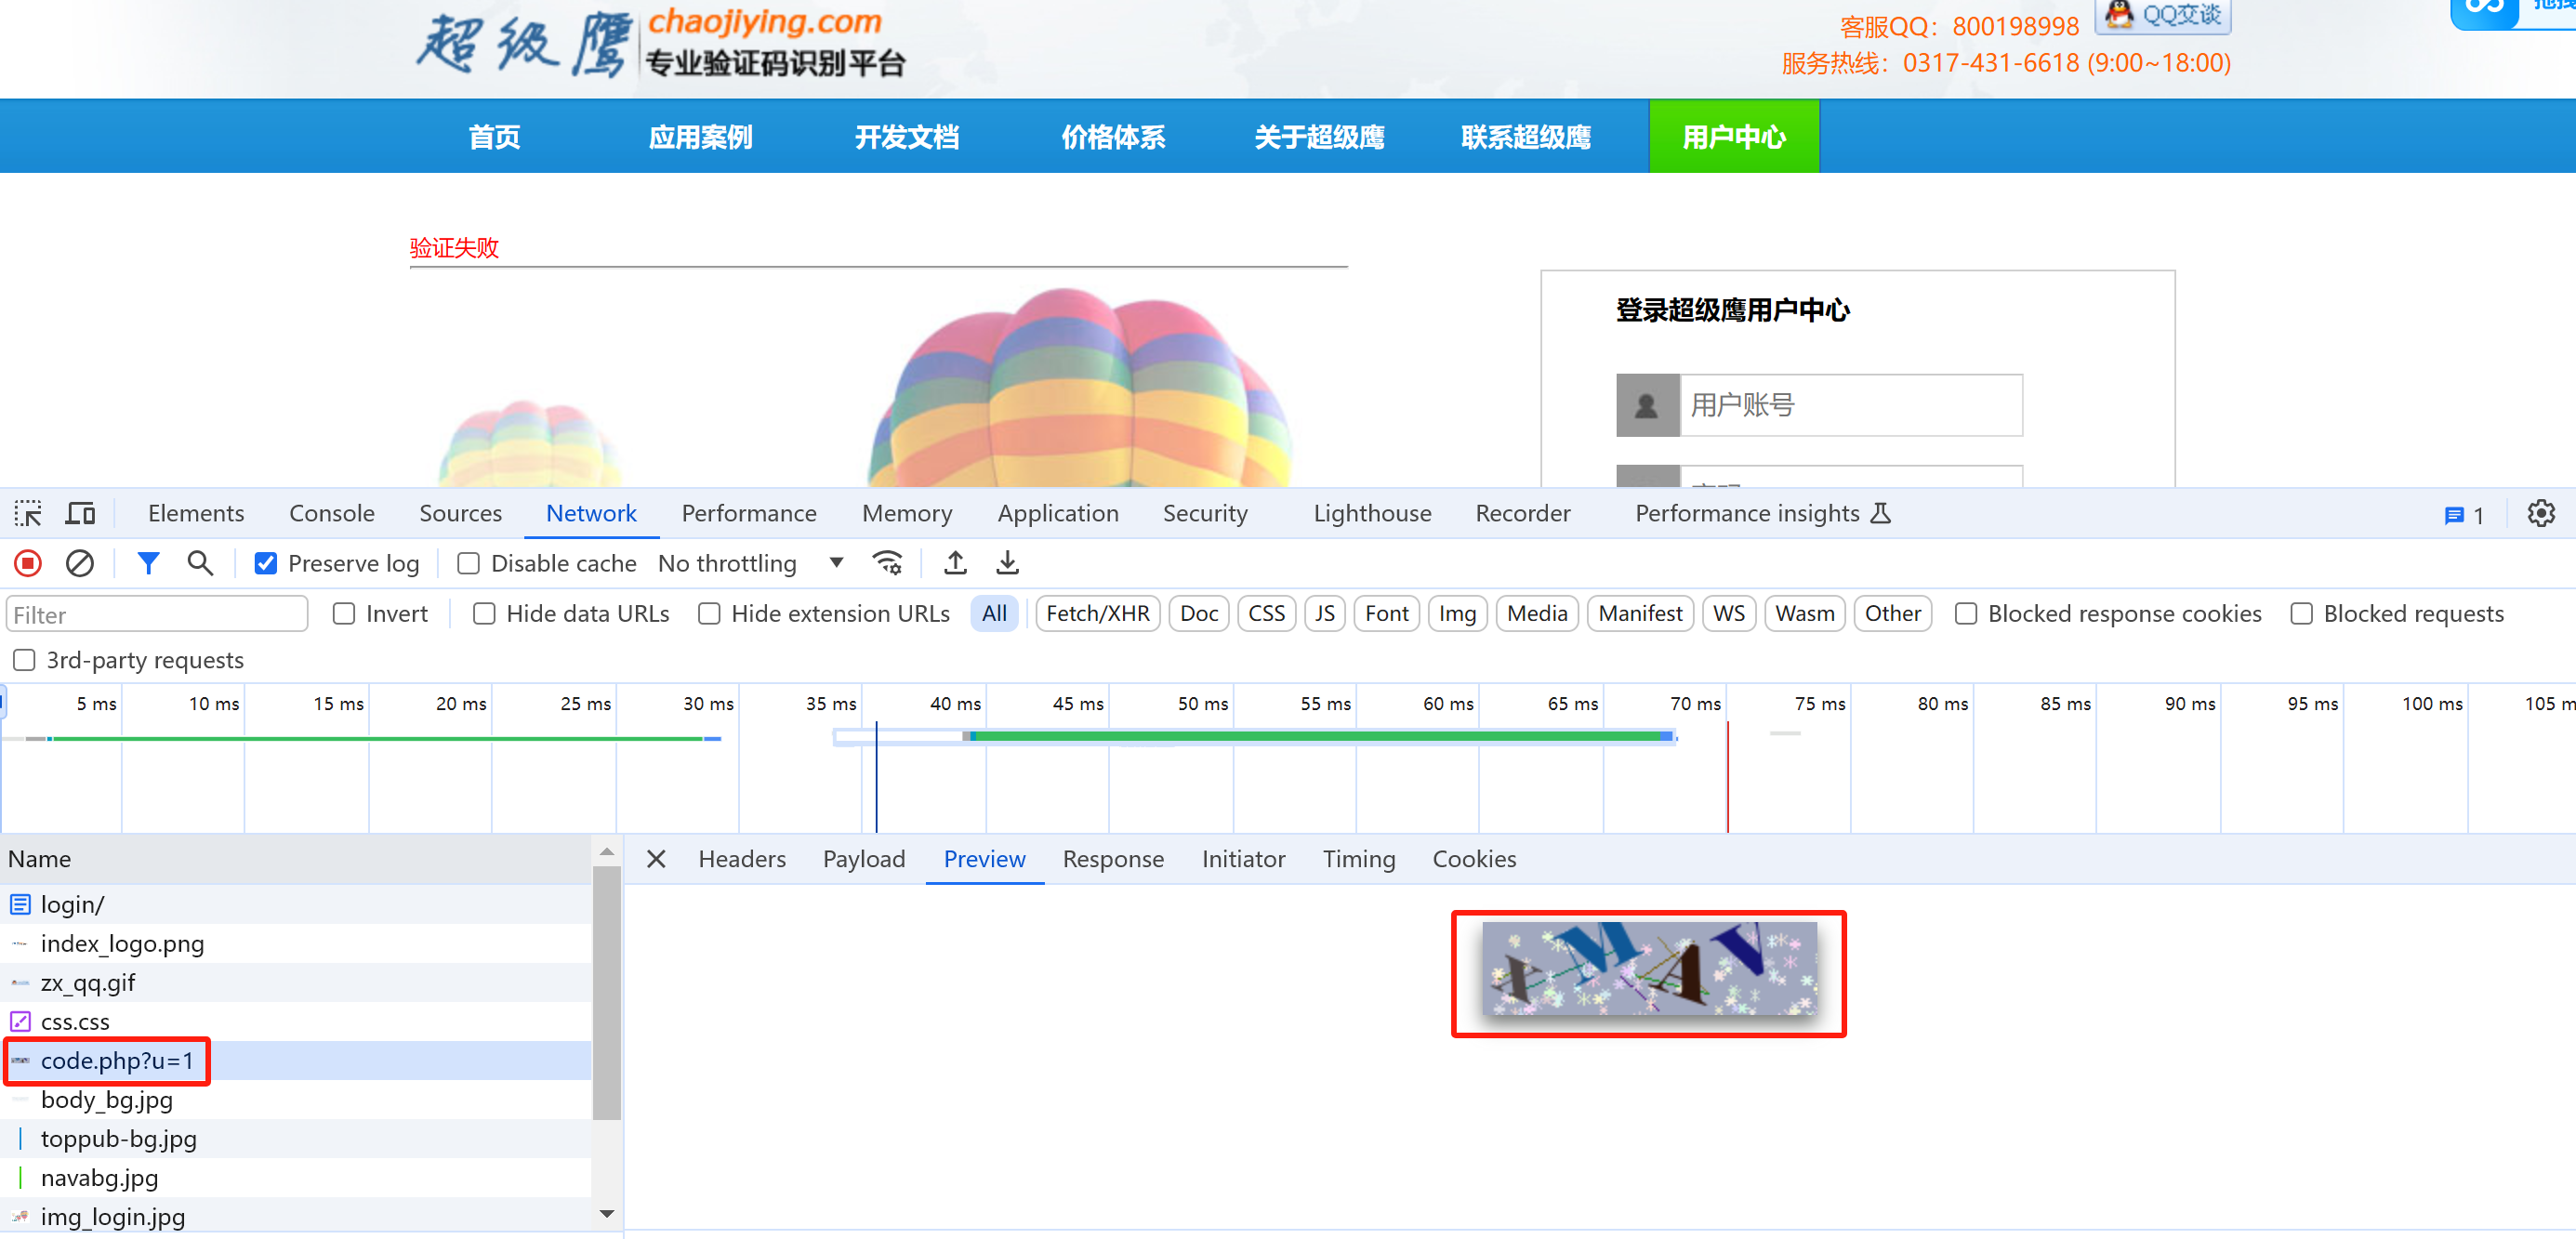 超级鹰
chaojiying.com
专业验证码识别平台
客服QQ：800198998
QQ交谈
服务热线：0317-431-6618 (9:00~18:00)
首页 应用案例 开发文档 价格体系 关于超级鹰 联系超级鹰 用户中心
验证失败
登录超级鹰用户中心
用户账号
Elements Console Sources Network Performance Memory Application Security Lighthouse Recorder Performance insights 1
Preserve log Disable cache No throttling
Filter Invert Hide data URLs Hide extension URLs All Fetch/XHR Doc CSS JS Font Img Media Manifest WS Wasm Other Blocked response cookies Blocked requests
3rd-party requests
5 ms 10 ms 15 ms 20 ms 25 ms 30 ms 35 ms 40 ms 45 ms 50 ms 55 ms 60 ms 65 ms 70 ms 75 ms 80 ms 85 ms 90 ms 95 ms 100 ms 105 m
Name
Headers Payload Preview Response Initiator Timing Cookies
login/
index_logo.png
zx_qq.gif
css.css
code.php?u=1
body_bg.jpg
toppub-bg.jpg
navabg.jpg
img_login.jpg